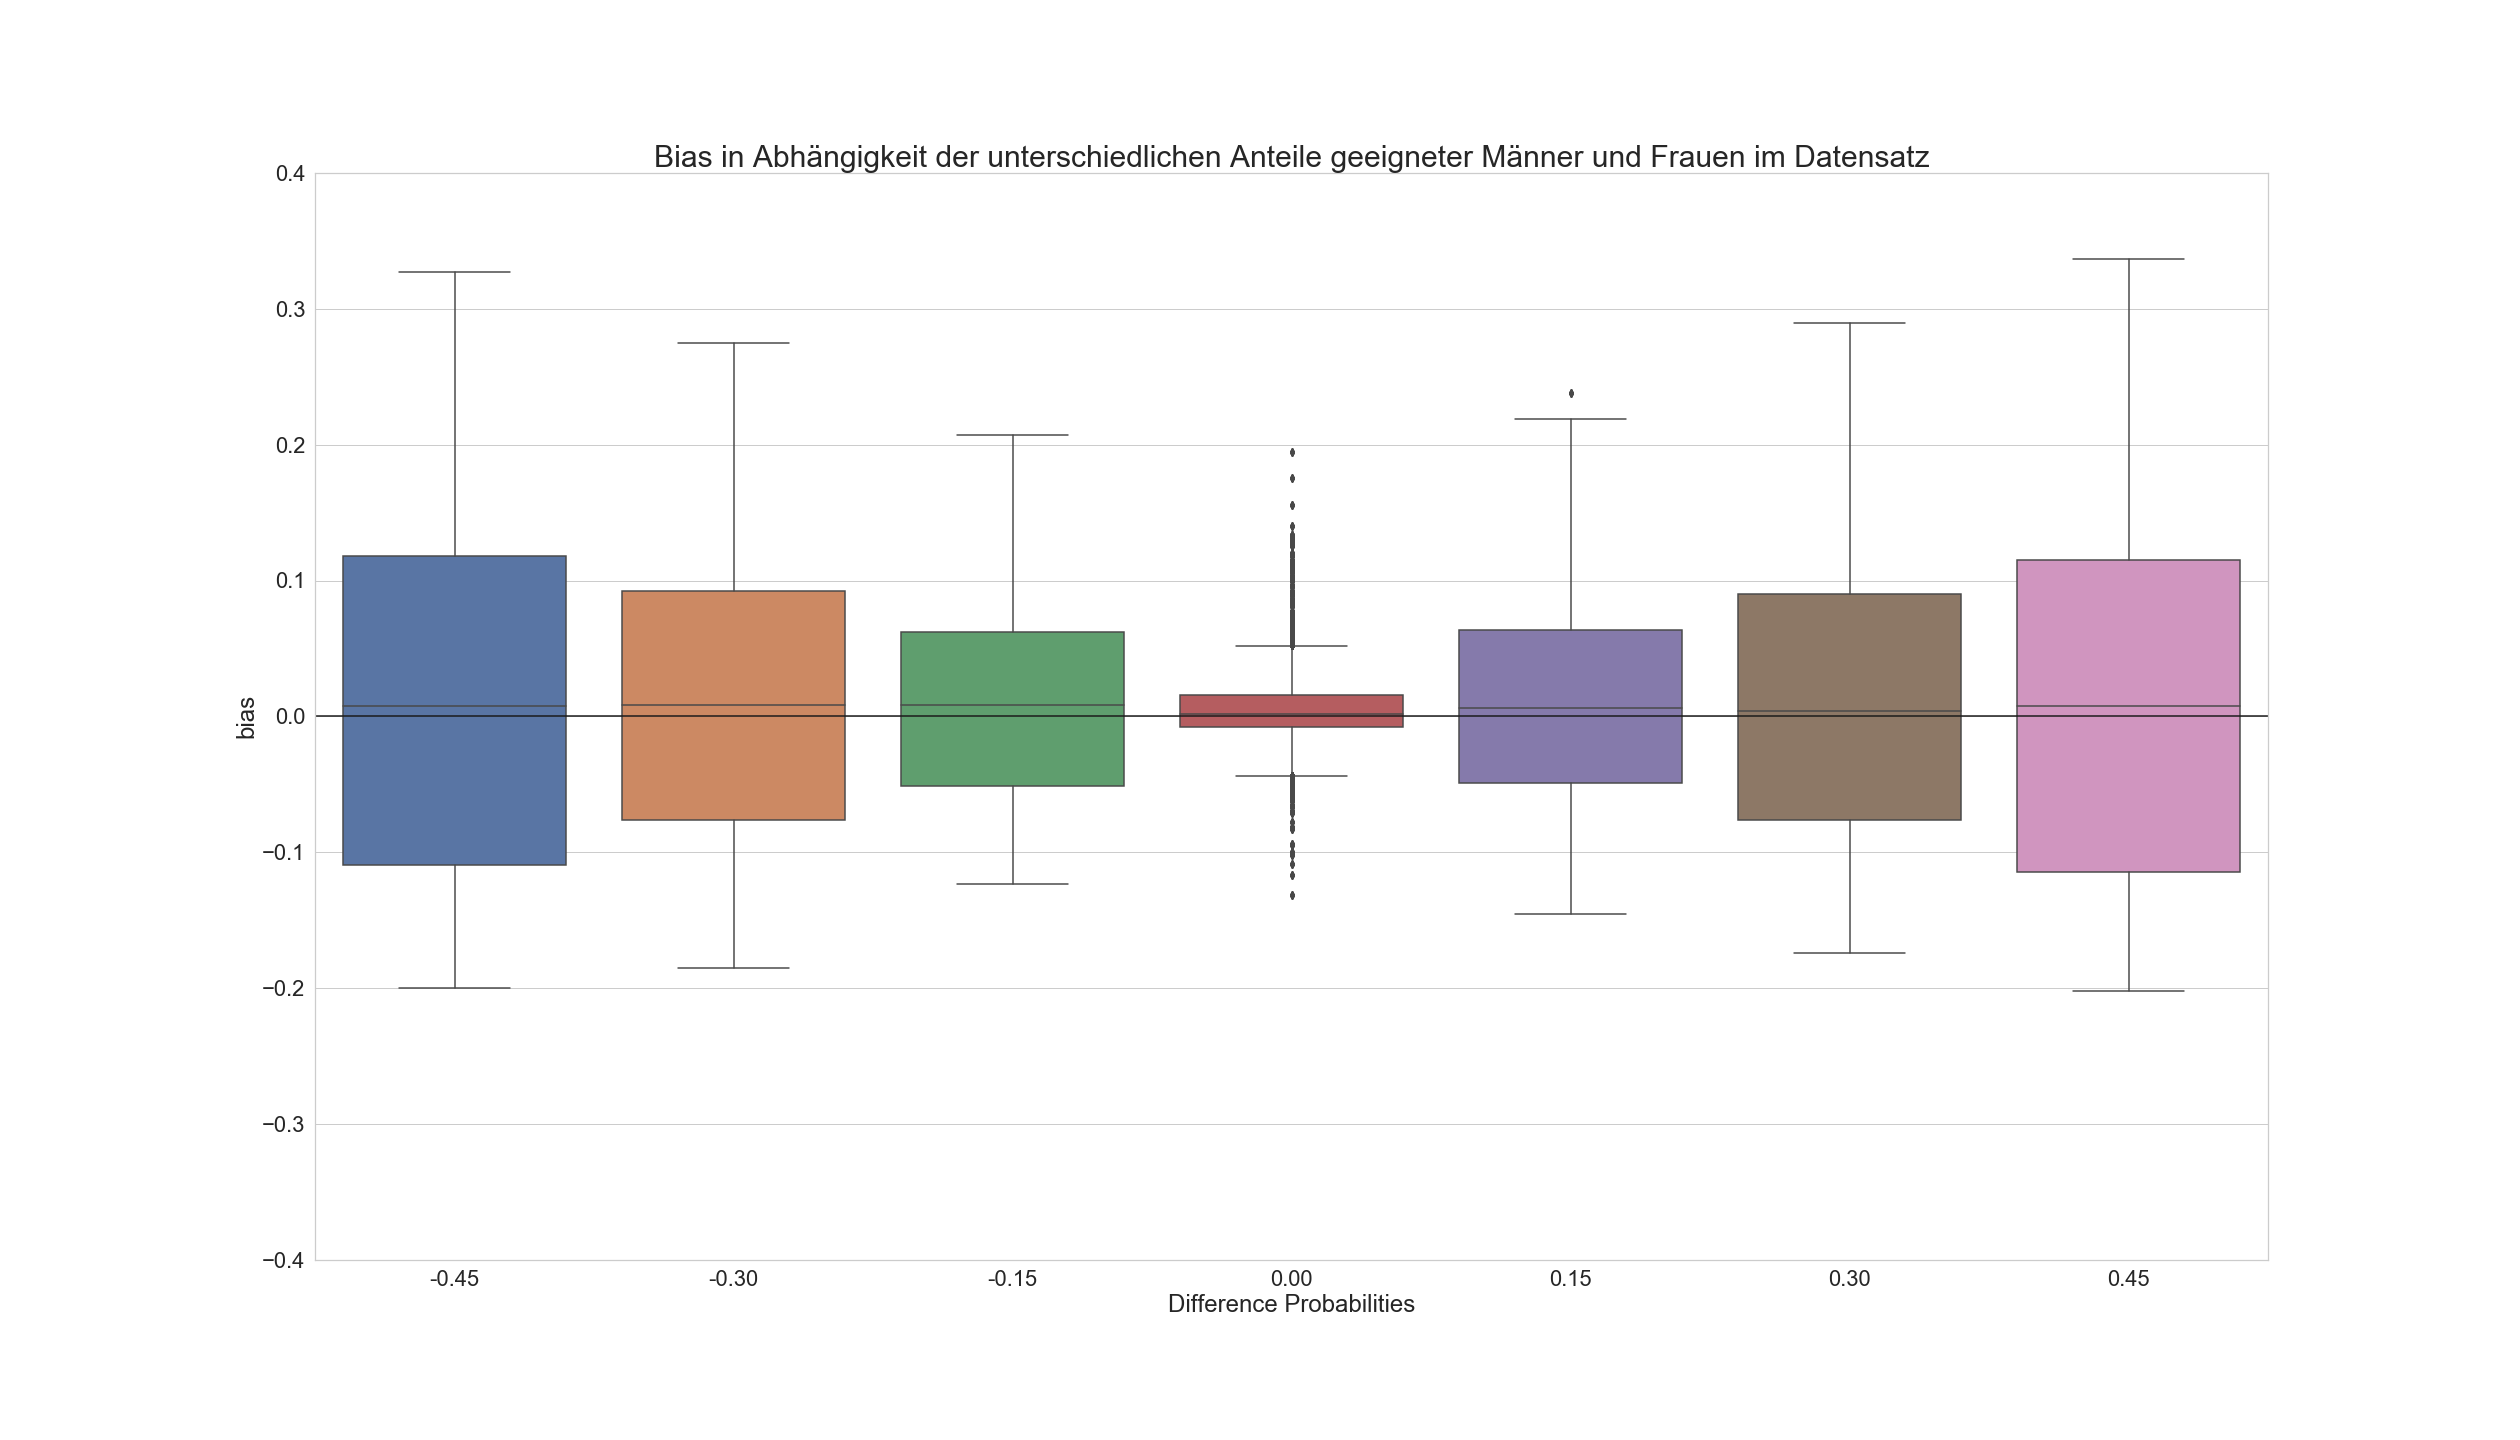 Bias in Abhängigkeit der unterschiedlichen Anteile geeigneter Männer und Frauen im Datensatz
0.4
0.3
0.2
0.1
0.0
−0.1
−0.2
−0.3
−0.4
bias
-0.45 -0.30 -0.15 0.00 0.15 0.30 0.45
Difference Probabilities